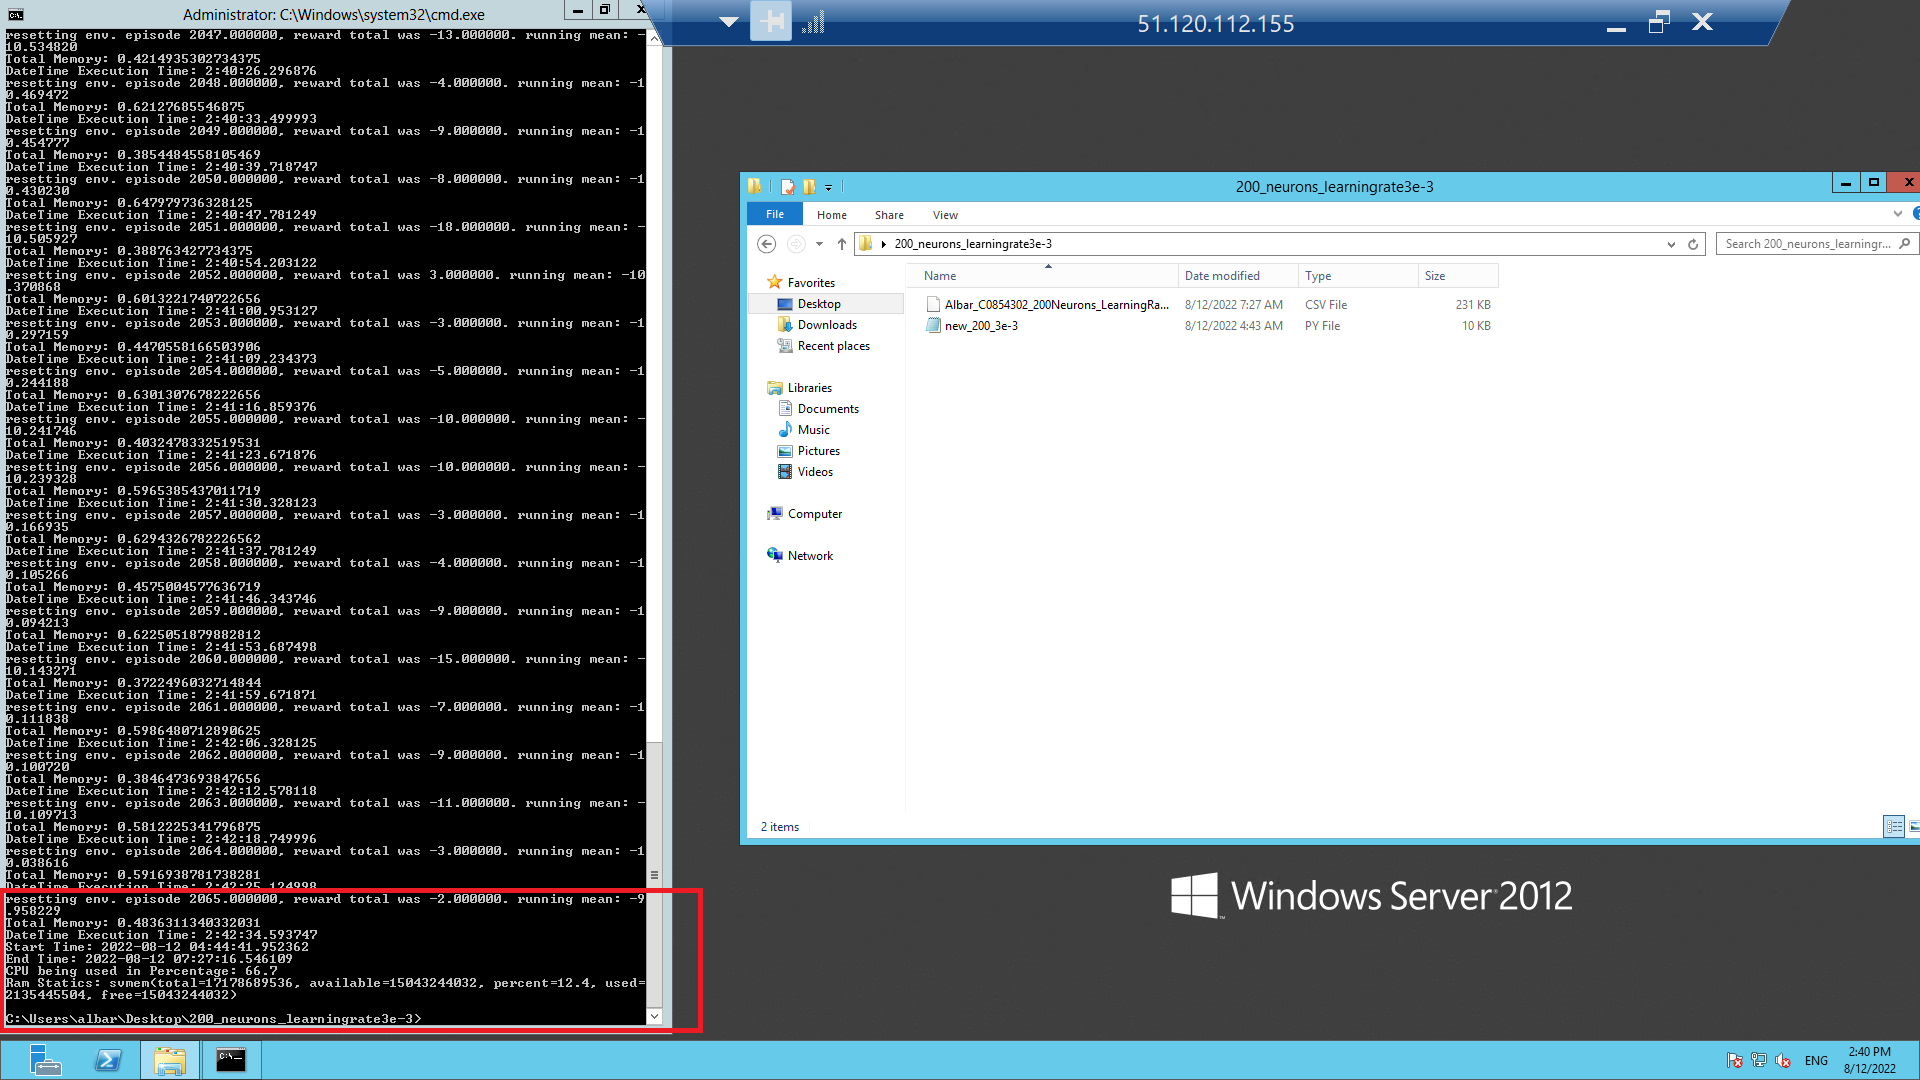 Administrator: C:\Windows\system32\cmd.exe
resetting env. episode 2047.000000, reward total was -13.000000. running mean: -
10.534820
Total Memory: 0.4214935302734375
DateTime Execution Time: 2:40:26.296876
resetting env. episode 2048.000000, reward total was -4.000000. running mean: -1
0.469472
Total Memory: 0.62127685546875
DateTime Execution Time: 2:40:33.499993
resetting env. episode 2049.000000, reward total was -9.000000. running mean: -1
0.454777
Total Memory: 0.3854484558105469
DateTime Execution Time: 2:40:39.718747
resetting env. episode 2050.000000, reward total was -8.000000. running mean: -1
0.430230
Total Memory: 0.647979736328125
DateTime Execution Time: 2:40:47.781249
resetting env. episode 2051.000000, reward total was -18.000000. running mean: -
10.505927
Total Memory: 0.388763427734375
DateTime Execution Time: 2:40:54.203122
resetting env. episode 2052.000000, reward total was 3.000000. running mean: -10
.370868
Total Memory: 0.6013221740722656
DateTime Execution Time: 2:41:00.953127
resetting env. episode 2053.000000, reward total was -3.000000. running mean: -1
0.297159
Total Memory: 0.4470558166503906
DateTime Execution Time: 2:41:09.234373
resetting env. episode 2054.000000, reward total was -5.000000. running mean: -1
0.244188
Total Memory: 0.6301307678222656
DateTime Execution Time: 2:41:16.859376
resetting env. episode 2055.000000, reward total was -10.000000. running mean: -
10.241746
Total Memory: 0.4032478332519531
DateTime Execution Time: 2:41:23.671876
resetting env. episode 2056.000000, reward total was -10.000000. running mean: -
10.239328
Total Memory: 0.5965385437011719
DateTime Execution Time: 2:41:30.328123
resetting env. episode 2057.000000, reward total was -3.000000. running mean: -1
0.166935
Total Memory: 0.6294326782226562
DateTime Execution Time: 2:41:37.781249
resetting env. episode 2058.000000, reward total was -4.000000. running mean: -1
0.105266
Total Memory: 0.4575004577636719
DateTime Execution Time: 2:41:46.343746
resetting env. episode 2059.000000, reward total was -9.000000. running mean: -1
0.094213
Total Memory: 0.6225051879882812
DateTime Execution Time: 2:41:53.687498
resetting env. episode 2060.000000, reward total was -15.000000. running mean: -
10.143271
Total Memory: 0.3722496032714844
DateTime Execution Time: 2:41:59.671871
resetting env. episode 2061.000000, reward total was -7.000000. running mean: -1
0.111838
Total Memory: 0.5986480712890625
DateTime Execution Time: 2:42:06.328125
resetting env. episode 2062.000000, reward total was -9.000000. running mean: -1
0.100720
Total Memory: 0.3846473693847656
DateTime Execution Time: 2:42:12.578118
resetting env. episode 2063.000000, reward total was -11.000000. running mean: -
10.109713
Total Memory: 0.5812225341796875
DateTime Execution Time: 2:42:18.749996
resetting env. episode 2064.000000, reward total was -3.000000. running mean: -1
0.038616
Total Memory: 0.5916938781738281
DateTime Execution Time: 2:42:25.124998
resetting env. episode 2065.000000, reward total was -2.000000. running mean: -9
.958229
Total Memory: 0.4836311340332031
DateTime Execution Time: 2:42:34.593747
Start Time: 2022-08-12 04:44:41.952362
End Time: 2022-08-12 07:27:16.546109
CPU being used in Percentage: 66.7
Ram Statics: svmem(total=17178689536, available=15043244032, percent=12.4, used=
2135445504, free=15043244032)
C:\Users\albar\Desktop\200_neurons_learningrate3e-3>
51.120.112.155
200_neurons_learningrate3e-3
File Home Share View
200_neurons_learningrate3e-3
Search 200_neurons_learningr...
Name Date modified Type Size
Albar_C0854302_200Neurons_LearningRa... 8/12/2022 7:27 AM CSV File 231 KB
new_200_3e-3 8/12/2022 4:43 AM PY File 10 KB
Favorites
Desktop
Downloads
Recent places
Libraries
Documents
Music
Pictures
Videos
Computer
Network
2 items
Windows Server 2012
ENG
2:40 PM
8/12/2022